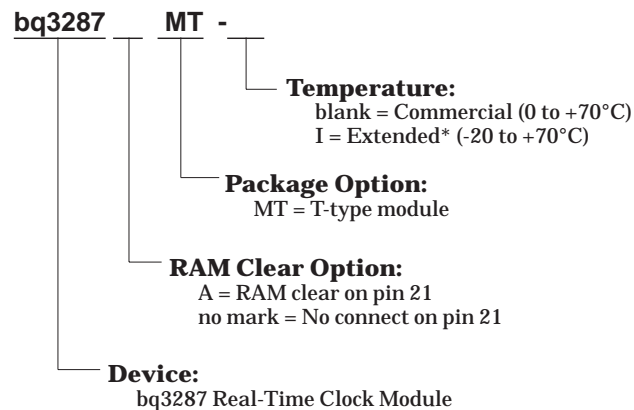 bq3287 MT -
Temperature:
blank = Commercial (0 to +70°C)
I = Extended* (-20 to +70°C)
Package Option:
MT = T-type module
RAM Clear Option:
A = RAM clear on pin 21
no mark = No connect on pin 21
Device:
bq3287 Real-Time Clock Module